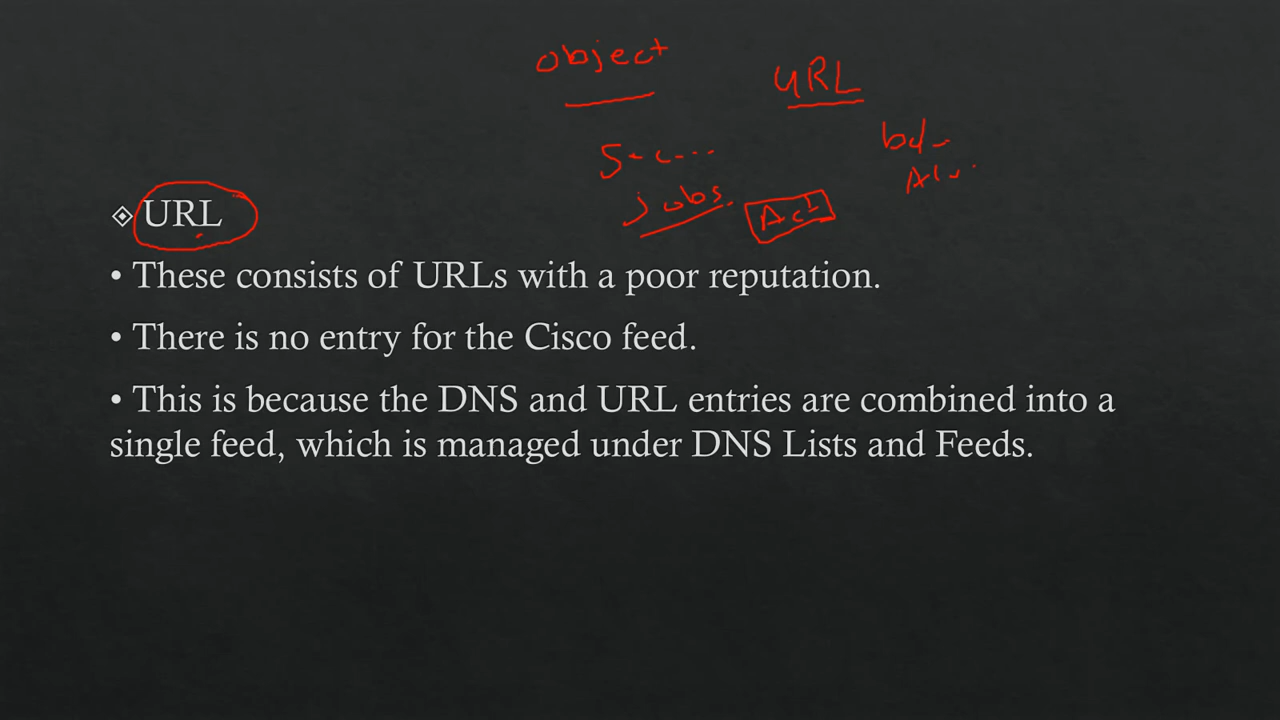 object
URL
jobs
URL
• These consists of URLs with a poor reputation.
• There is no entry for the Cisco feed.
• This is because the DNS and URL entries are combined into a
single feed, which is managed under DNS Lists and Feeds.